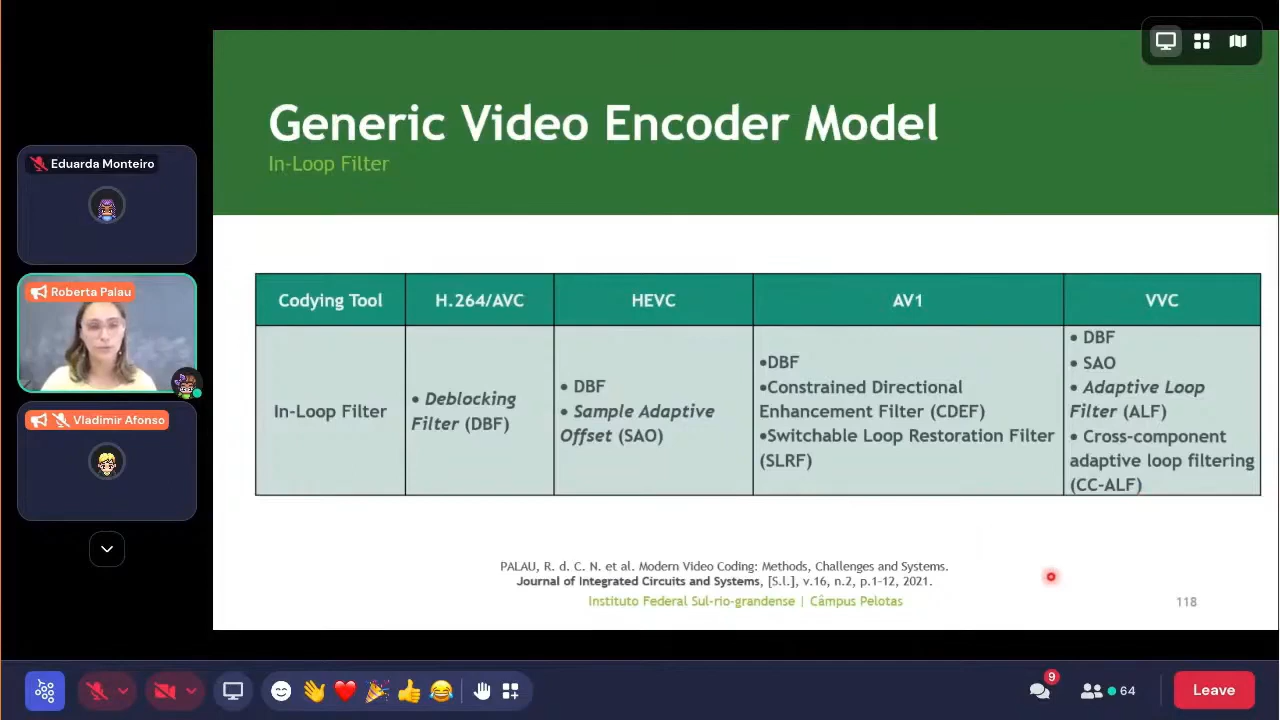 Generic Video Encoder Model
In-Loop Filter
Eduarda Monteiro
Roberta Palau
Vladimir Afonso
Codying Tool
H.264/AVC
HEVC
AV1
VVC
In-Loop Filter
• Deblocking
Filter (DBF)
• DBF
• Sample Adaptive
Offset (SAO)
•DBF
•Constrained Directional
Enhancement Filter (CDEF)
•Switchable Loop Restoration Filter
(SLRF)
• DBF
• SAO
• Adaptive Loop
Filter (ALF)
• Cross-component
adaptive loop filtering
(CC-ALF)
PALAU, R. d. C. N. et al. Modern Video Coding: Methods, Challenges and Systems.
Journal of Integrated Circuits and Systems, [S.l.], v.16, n.2, p.1-12, 2021.
Instituto Federal Sul-rio-grandense | Câmpus Pelotas
118
9
64
Leave